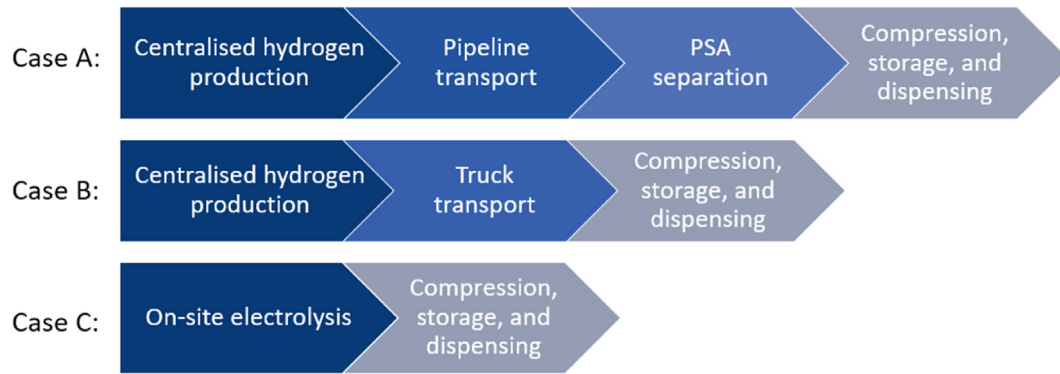 Case A:
Centralised hydrogen
production
Pipeline
transport
PSA
separation
Compression,
storage, and
dispensing
Case B:
Centralised hydrogen
production
Truck
transport
Compression,
storage, and
dispensing
Case C:
On-site electrolysis
Compression,
storage, and
dispensing